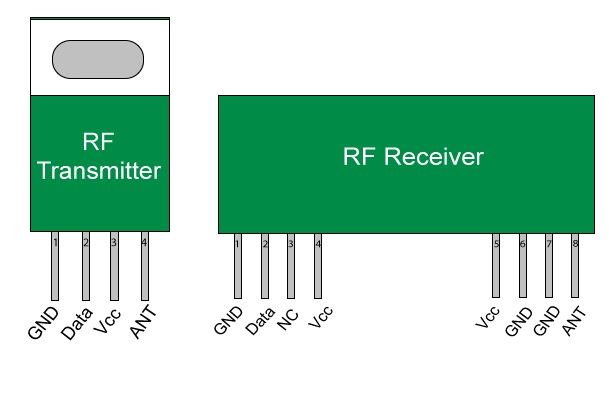 RF
Transmitter
RF Receiver
1 2 3 4
1 2 3 4 5 6 7 8
GND Data Vcc ANT
GND Data NC Vcc Vcc GND GND ANT